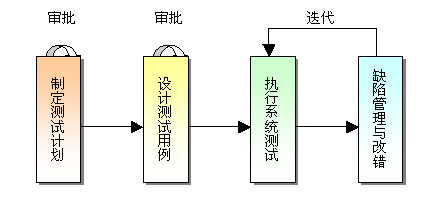 审批
审批
迭代
制定测试计划
设计测试用例
执行系统测试
缺陷管理与改错